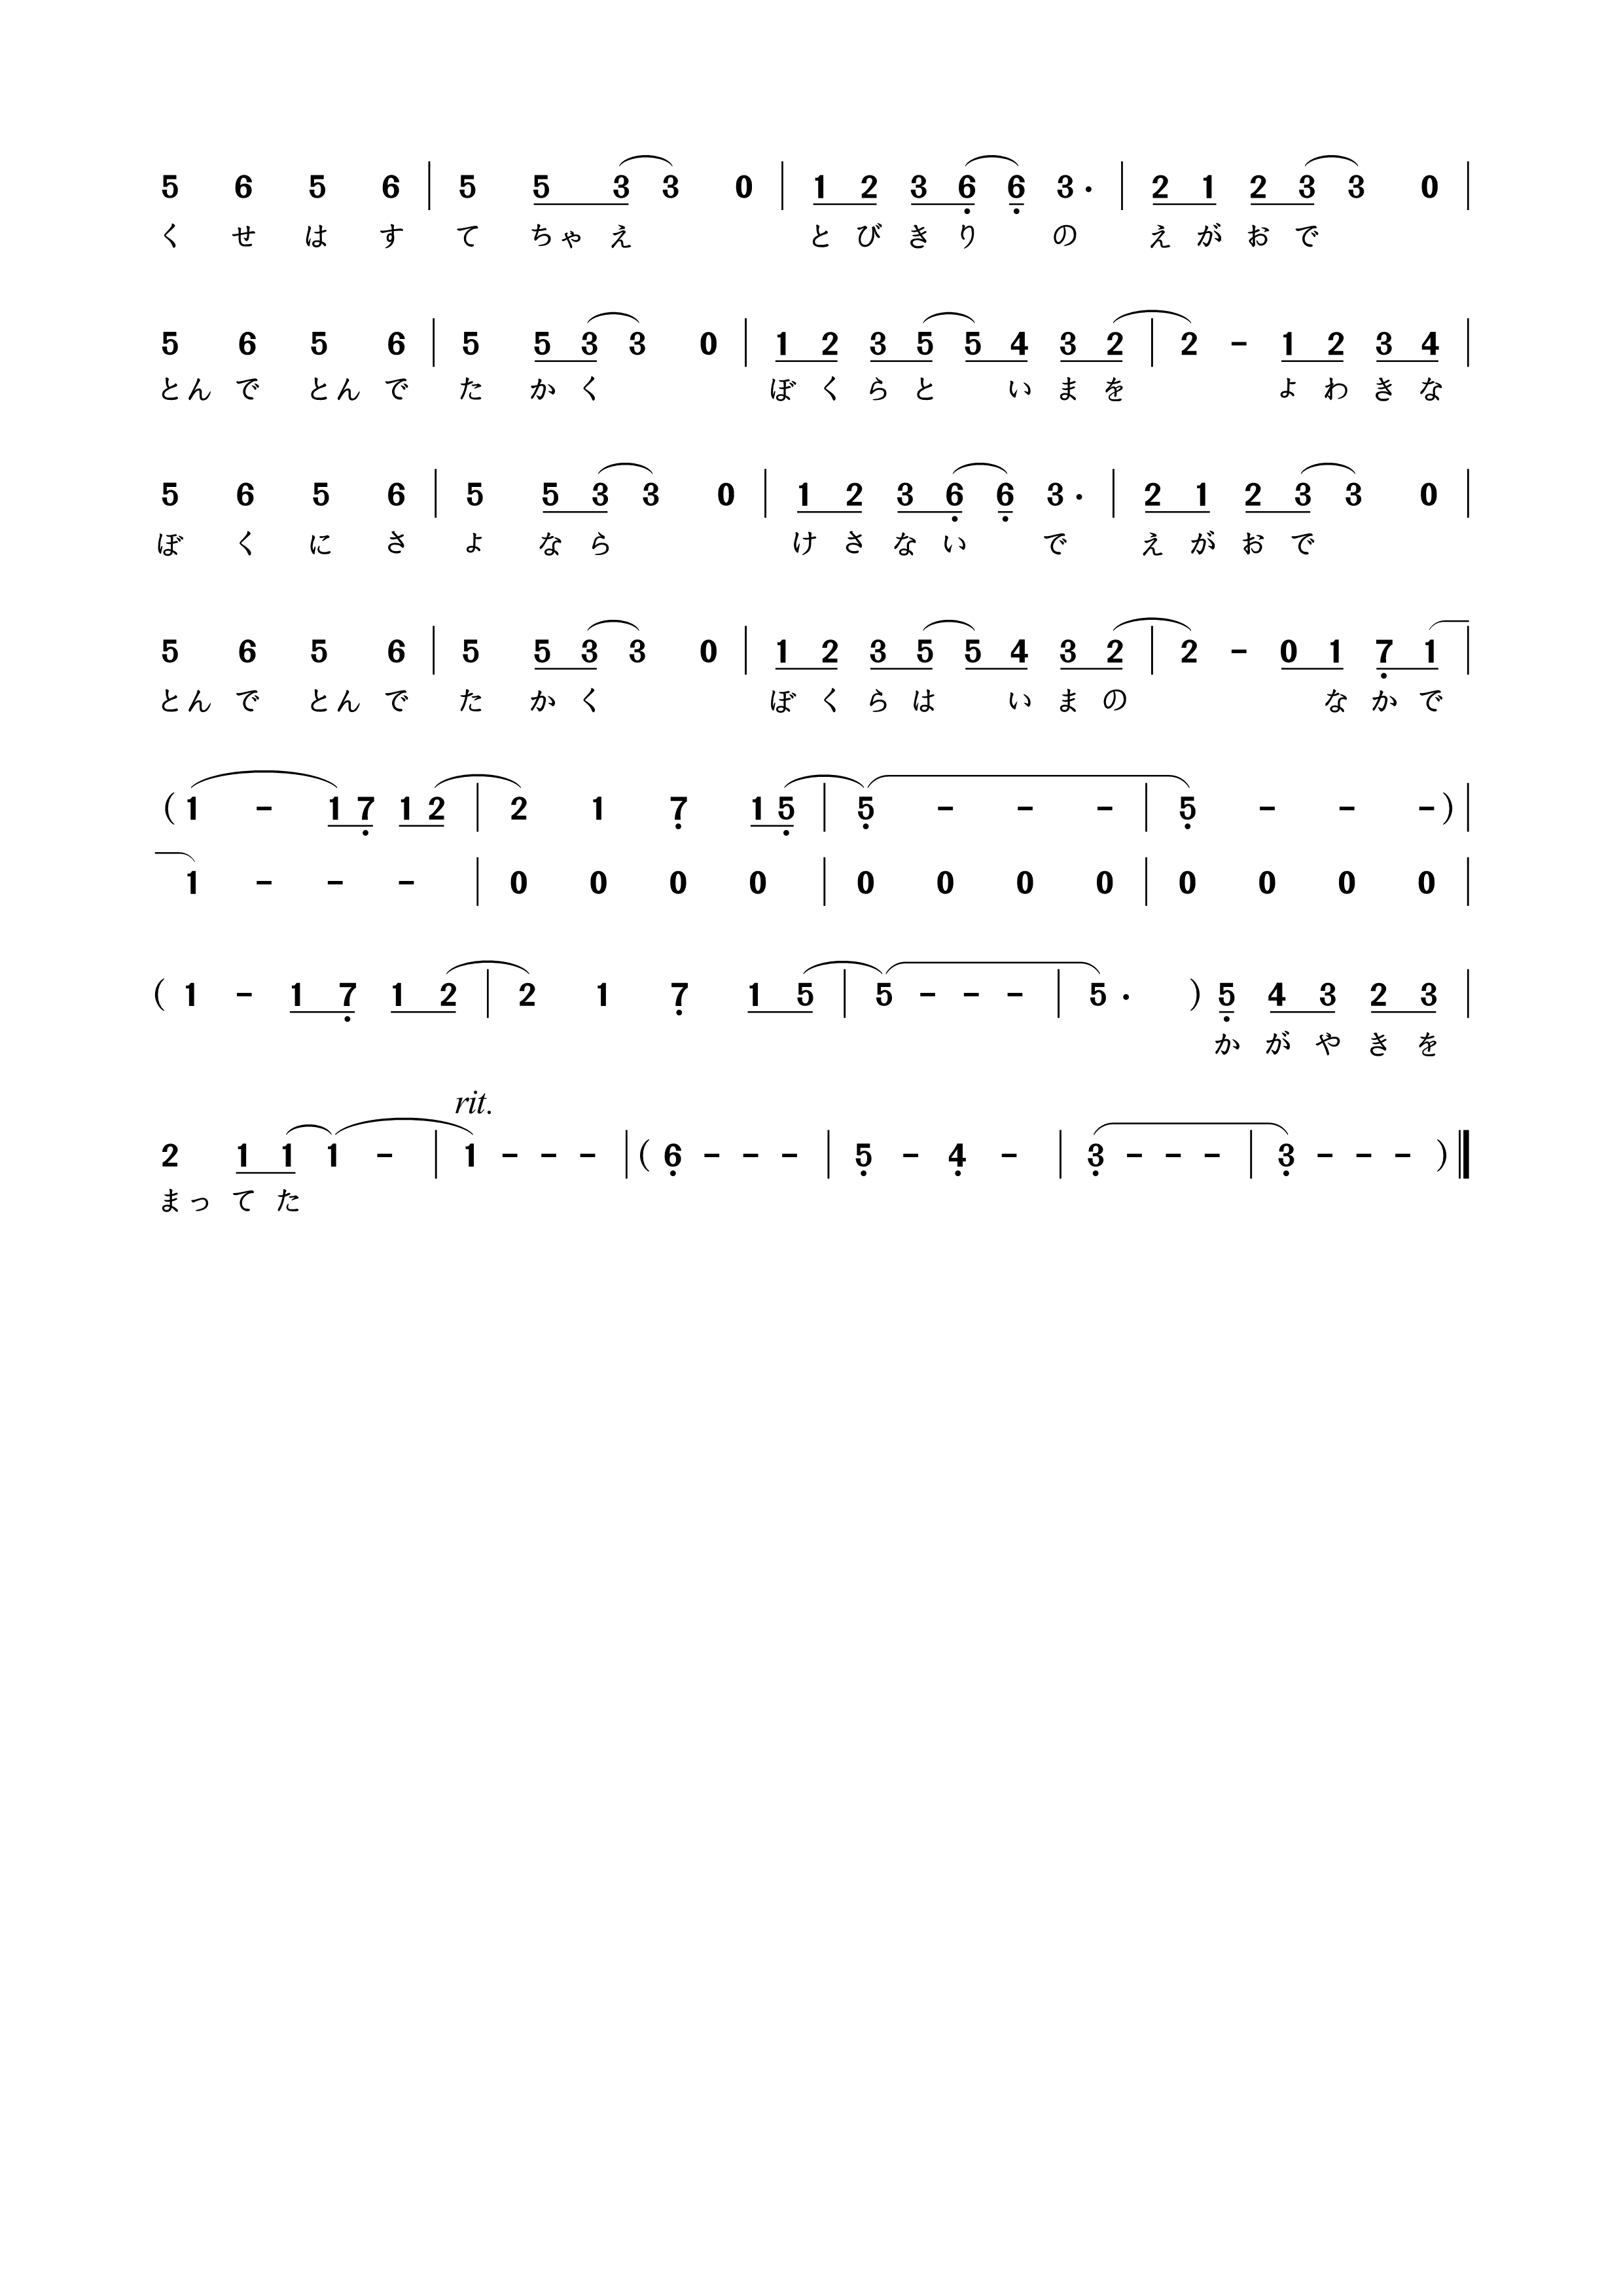 5 6 5 6 | 5 5 3 3 0 | 1 2 3 6 6 3· | 2 1 2 3 3 0 |
く せ は す て ちゃ え と び き り の え が お で
5 6 5 6 | 5 5 3 3 0 | 1 2 3 5 5 4 3 2 | 2 - 1 2 3 4 |
とん で とん で た か く ぼ く ら と い ま を ょ わ き な
5 6 5 6 | 5 5 3 3 0 | 1 2 3 6 6 3· | 2 1 2 3 3 0 |
ぼ く に さ ょ な ら け さ な い で え が お で
5 6 5 6 | 5 5 3 3 0 | 1 2 3 5 5 4 3 2 | 2 - 0 1 7 1 |
とん で とん で た か く ぼ く ら は い ま の な か で
( 1 - 1 7 1 2 | 2 1 7 1 5 | 5 - - - | 5 - - - ) |
1 - - - | 0 0 0 0 | 0 0 0 0 | 0 0 0 0 |
( 1 - 1 7 1 2 | 2 1 7 1 5 | 5 - - - | 5· ) 5 4 3 2 3 |
か が や き を
rit.
2 1 1 1 - | 1 - - - | ( 6 - - - | 5 - 4 - | 3 - - - | 3 - - - ) ||
まっ て た